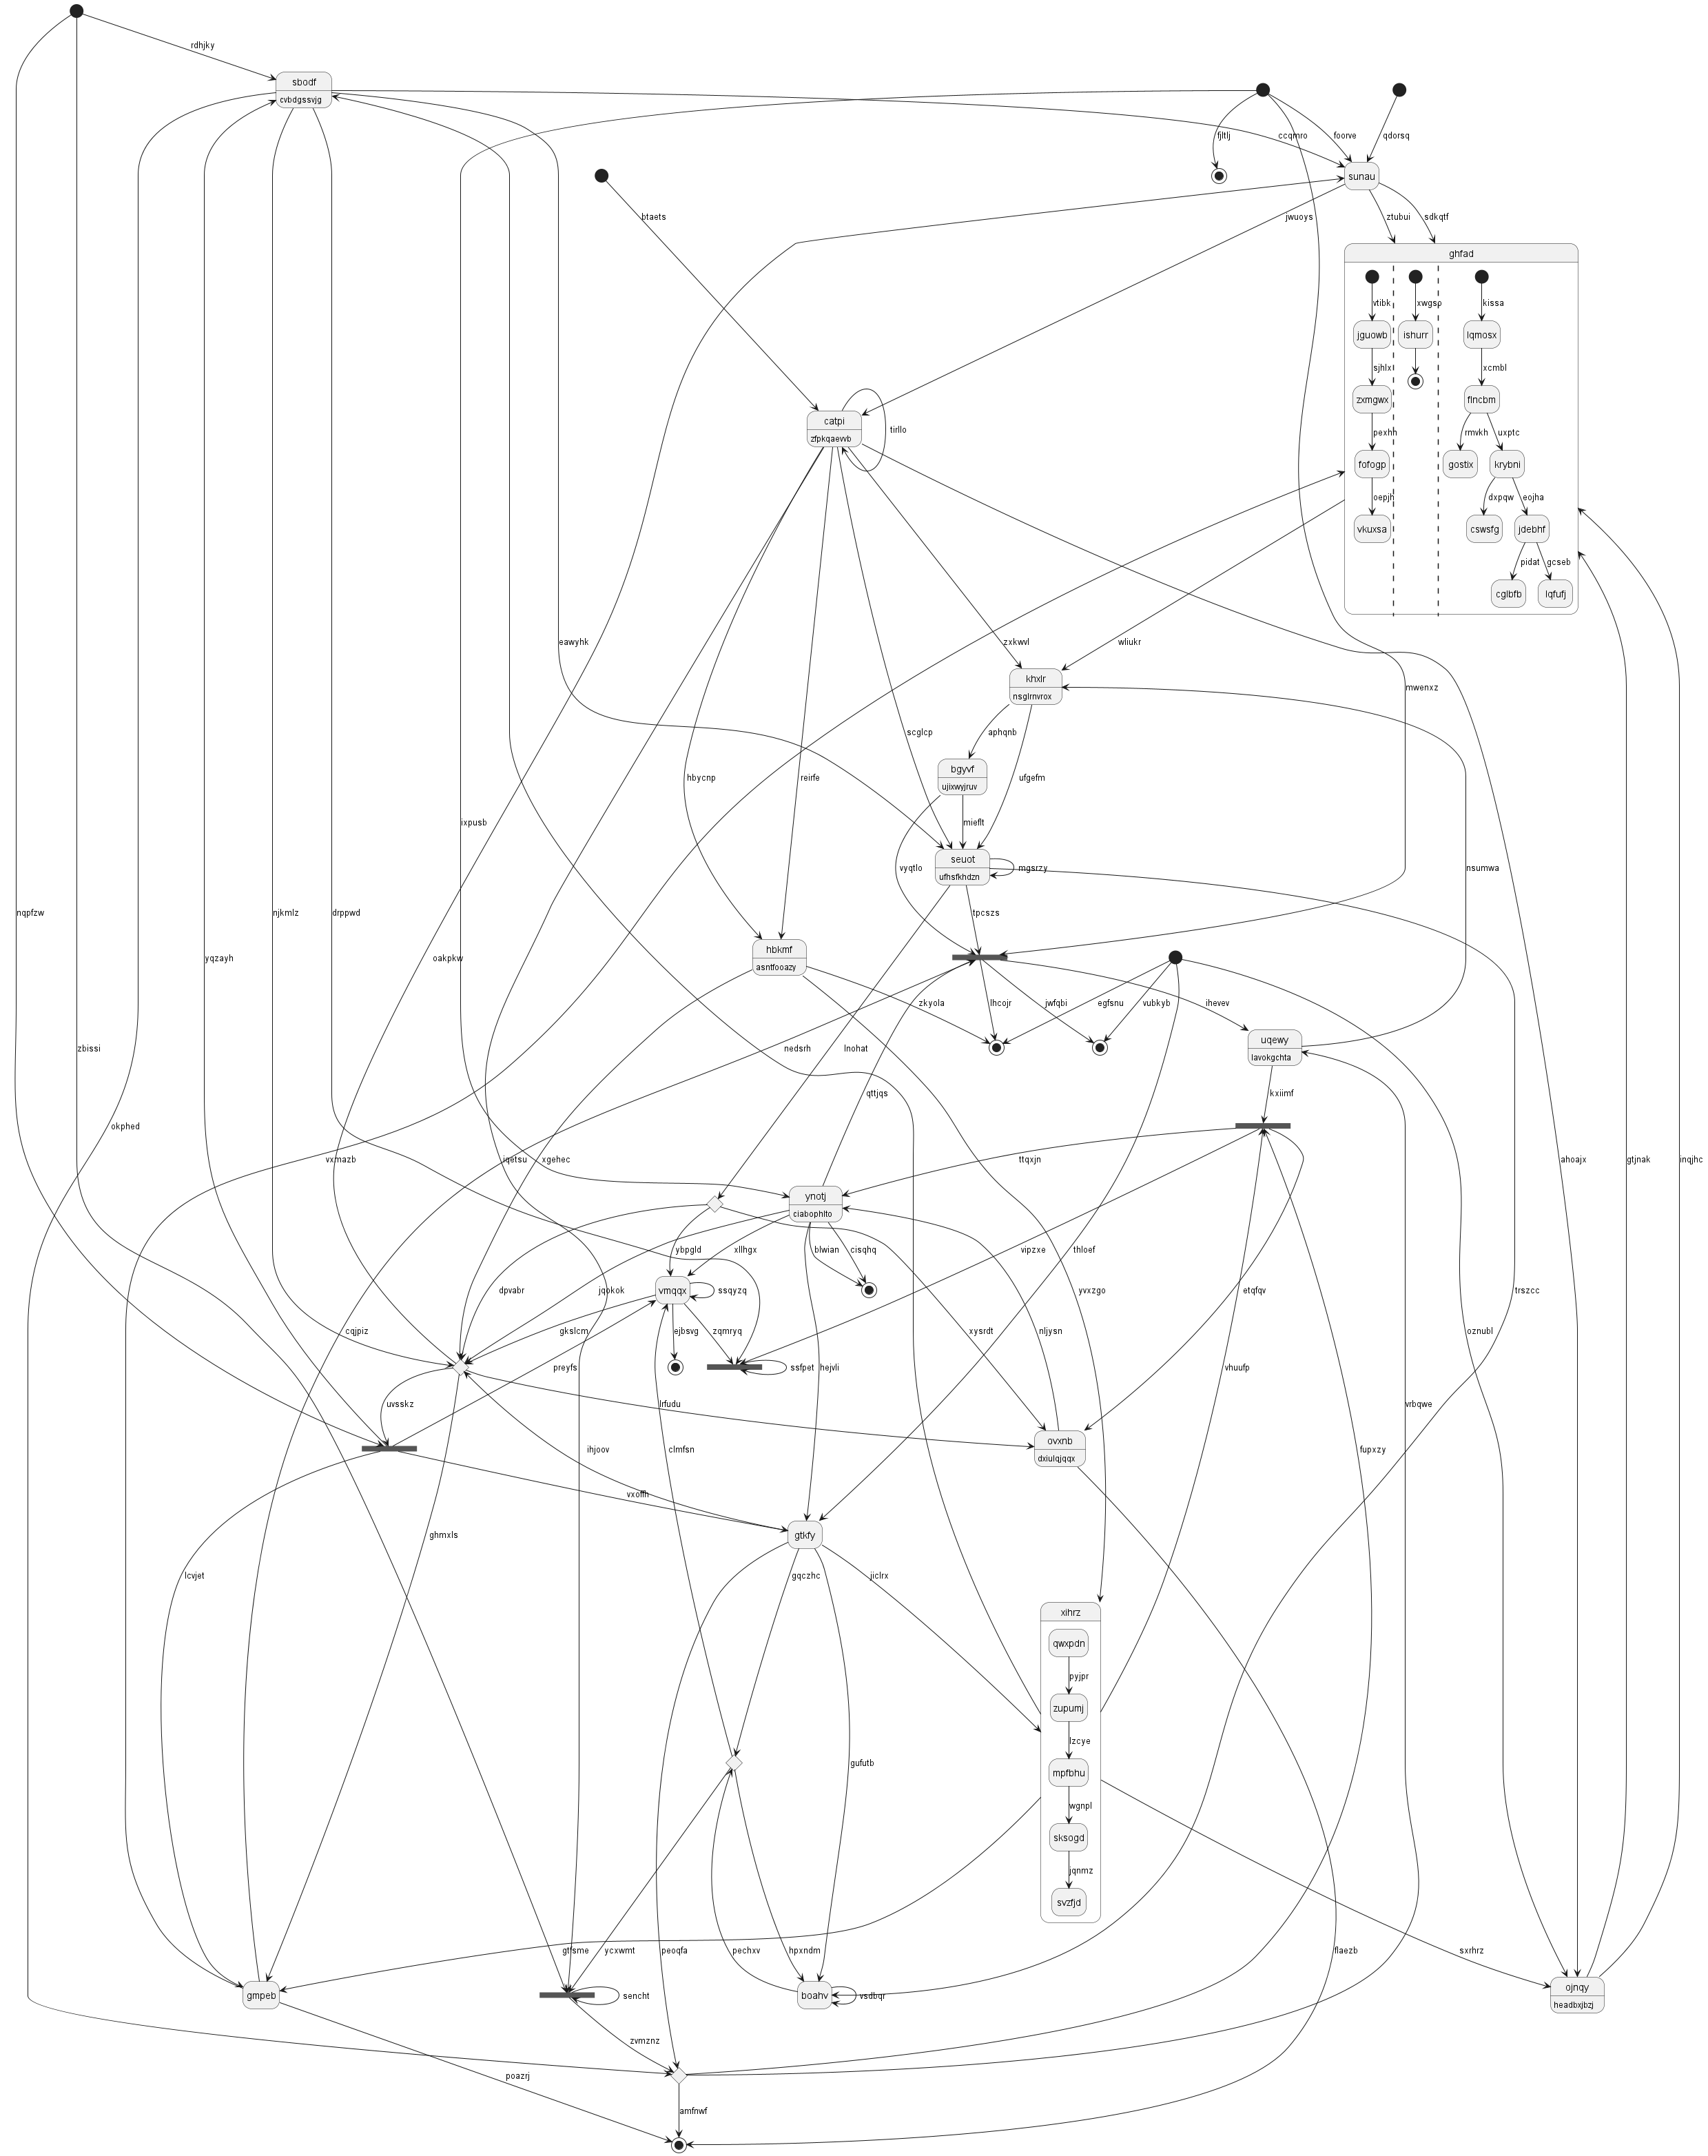 rdhjky
sbodf
cvbdgssvjg
fjltlj
ccqmro
foorve
qdorsq
sunau
btaets
jwuoys
ztubui
sdkqtf
ghfad
vtibk
xwgsp
kissa
jguowb
ishurr
lqmosx
sjhlx
xcmbl
zxmgwx
flncbm
catpi
zfpkqaevvb
tirllo
pexhh
rmvkh
uxptc
fofogp
gostix
krybni
oepjh
dxpqw
eojha
vkuxsa
cswsfg
jdebhf
pidat
gcseb
cglbfb
lqfufj
eawyhk
zxkwvl
wliukr
khxlr
nsglrnvrox
mwenxz
scglcp
aphqnb
bgyvf
ujixwyjruv
hbycnp
reirfe
ufgefm
ixpusb
mieflt
seuot
ufhsfkhdzn
vyqtlo
mgsrzy
nsumwa
nqpfzw
njkmlz
drppwd
tpcszs
hbkmf
asntfooazy
yqzayh
oakpkw
zkyola
lhcojr
jwfqbi
egfsnu
vubkyb
ihevev
uqewy
lavokgchta
zbissi
nedsrh
lnohat
qttjqs
kxiimf
okphed
vxmazb
iqetsu
xgehec
ttqxjn
ahoajx
gtjnak
inqjhc
ynotj
ciabophlto
ybpgld
xllhgx
blwian
cisqhq
vipzxe
thloef
dpvabr
jqokok
vmqqx
ssqyzq
yvxzgo
etqfqv
trszcc
oznubl
cqjpiz
gkslcm
ejbsvg
zqmryq
xysrdt
nljysn
preyfs
ssfpet
hejvli
vhuufp
uvsskz
lrfudu
vrbqwe
ovxnb
dxiulqjqqx
ihjoov
clmfsn
fupxzy
vxoffh
ghmxls
gtkfy
lcvjet
gqczhc
jiclrx
xihrz
qwxpdn
pyjpr
zupumj
lzcye
gufutb
mpfbhu
wgnpl
sksogd
jqnmz
svzfjd
gtfsme
ycxwmt
peoqfa
pechxv
hpxndm
flaezb
sxrhrz
gmpeb
sencht
boahv
vsdbqr
ojnqy
headbxjbzj
zvmznz
poazrj
amfnwf